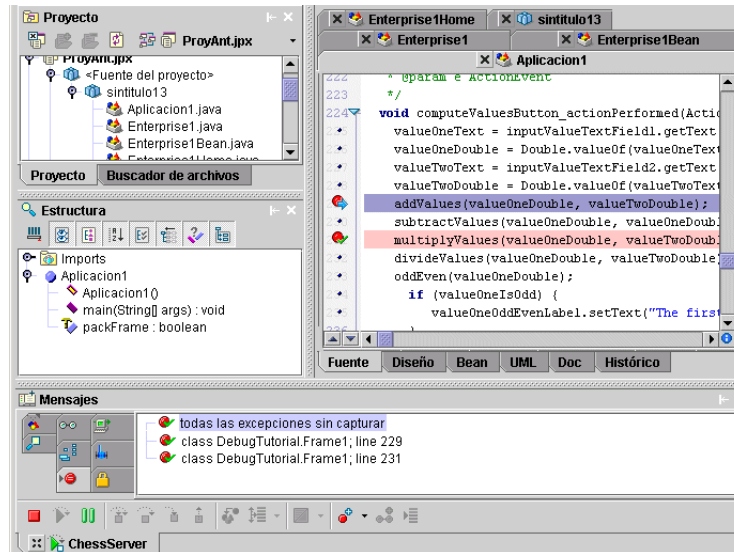 Proyecto
ProyAnt.jpx
ProyAnt.jpx
<Fuente del proyecto>
sintitulo13
Aplicacion1.java
Enterprise1.java
Enterprise1Bean.java
Enterprise1Home.java
Proyecto Buscador de archivos
Estructura
Imports
Aplicacion1
Aplicacion1()
main(String[] args) : void
packFrame : boolean
Enterprise1Home sintitulo13
Enterprise1 Enterprise1Bean
Aplicacion1
222 * @param e ActionEvent
223 */
224 void computeValuesButton_actionPerformed(Actio
valueOneText = inputValueTextField1.getText
valueOneDouble = Double.valueOf(valueOneText
valueTwoText = inputValueTextField2.getText
valueTwoDouble = Double.valueOf(valueTwoText
addValues(valueOneDouble, valueTwoDouble);
subtractValues(valueOneDouble, valueOneDoubl
multiplyValues(valueOneDouble, valueTwoDoubl
divideValues(valueOneDouble, valueTwoDouble)
oddEven(valueOneDouble);
if (valueOneIsOdd) {
valueOneOddEvenLabel.setText("The first
236 }
Fuente Diseño Bean UML Doc Histórico
Mensajes
todas las excepciones sin capturar
class DebugTutorial.Frame1; line 229
class DebugTutorial.Frame1; line 231
ChessServer